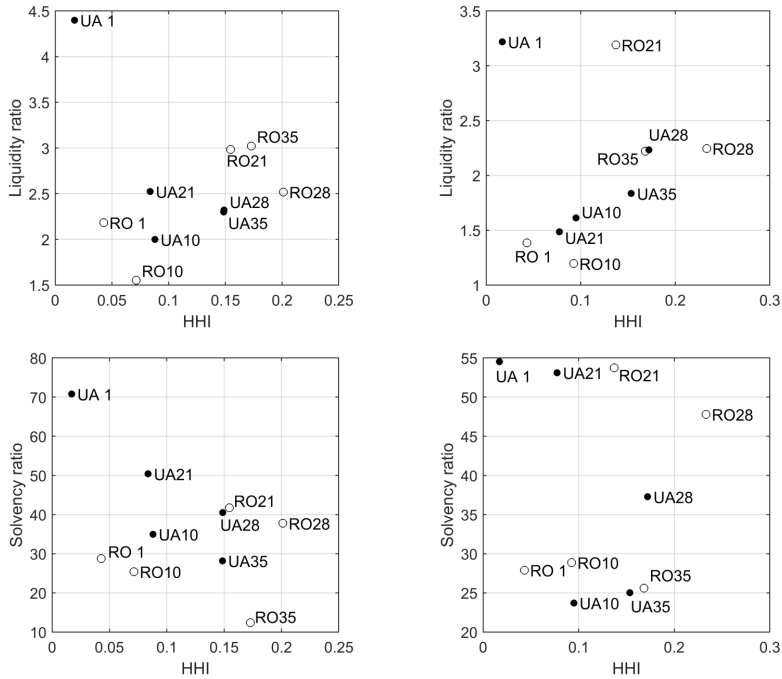 4.5
UA 1
4
3.5
RO35
3
RO21
Liquidity ratio
UA21
RO28
2.5
UA28
RO 1
UA35
2
UA10
RO10
1.5
0
0.05
0.1
0.15
0.2
0.25
HHI
3.5
UA 1
RO21
3
2.5
UA28
RO28
RO35
Liquidity ratio
2
UA35
UA10
1.5
UA21
RO 1
RO10
1
0
0.1
0.2
0.3
HHI
80
UA 1
70
60
UA21
50
Solvency ratio
RO21
40
UA28
RO28
UA10
RO 1
30
UA35
RO10
20
RO35
10
0
0.05
0.1
0.15
0.2
0.25
HHI
55
UA 1
UA21
RO21
50
RO28
45
40
Solvency ratio
UA28
35
30
RO10
RO 1
RO35
25
UA10
UA35
20
0
0.1
0.2
0.3
HHI